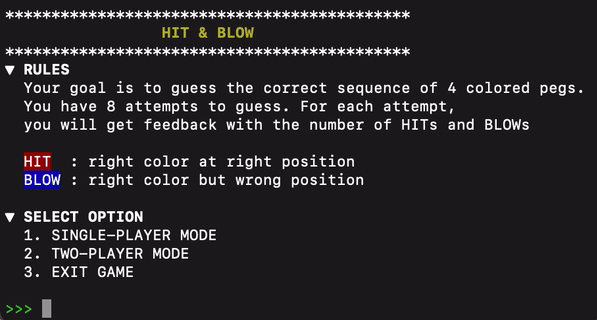 ********************************************
HIT & BLOW
********************************************
▼ RULES
Your goal is to guess the correct sequence of 4 colored pegs.
You have 8 attempts to guess. For each attempt,
you will get feedback with the number of HITs and BLOWs
HIT : right color at right position
BLOW : right color but wrong position
▼ SELECT OPTION
1. SINGLE-PLAYER MODE
2. TWO-PLAYER MODE
3. EXIT GAME
>>>